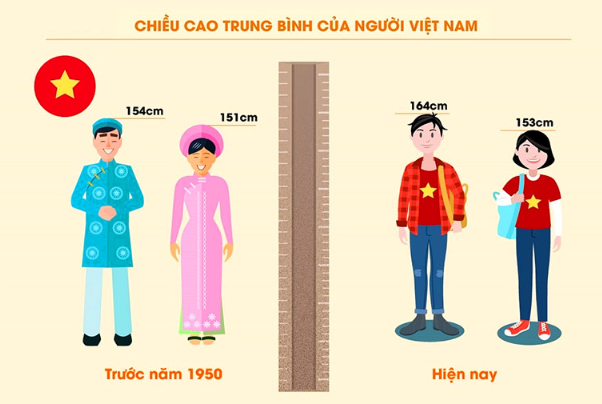 CHIỀU CAO TRUNG BÌNH CỦA NGƯỜI VIỆT NAM
154cm
151cm
164cm
153cm
Trước năm 1950
Hiện nay